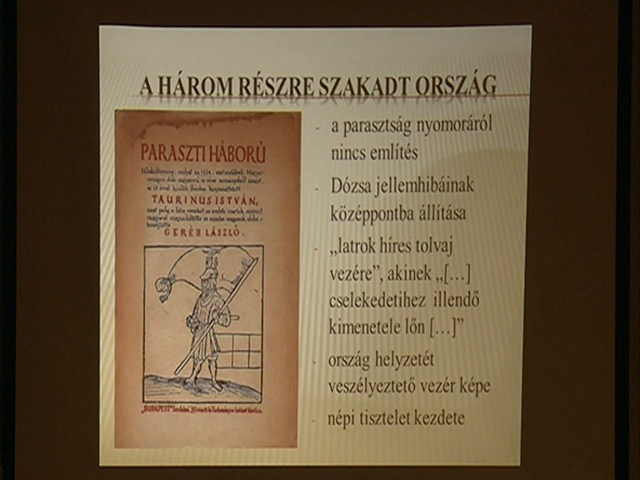 A HÁROM RÉSZRE SZAKADT ORSZÁG
PARASZTI HÁBORÚ
TAURINUS ISTVÁN,
GERÉB LÁSZLÓ.
- a parasztság nyomoráról
nincs említés
- Dózsa jellemhibáinak
középpontba állítása
- „latrok híres tolvaj
vezére”, akinek „[…]
cselekedetihez illendő
kimenetele lőn […]”
- ország helyzetét
veszélyeztető vezér képe
- népi tisztelet kezdete